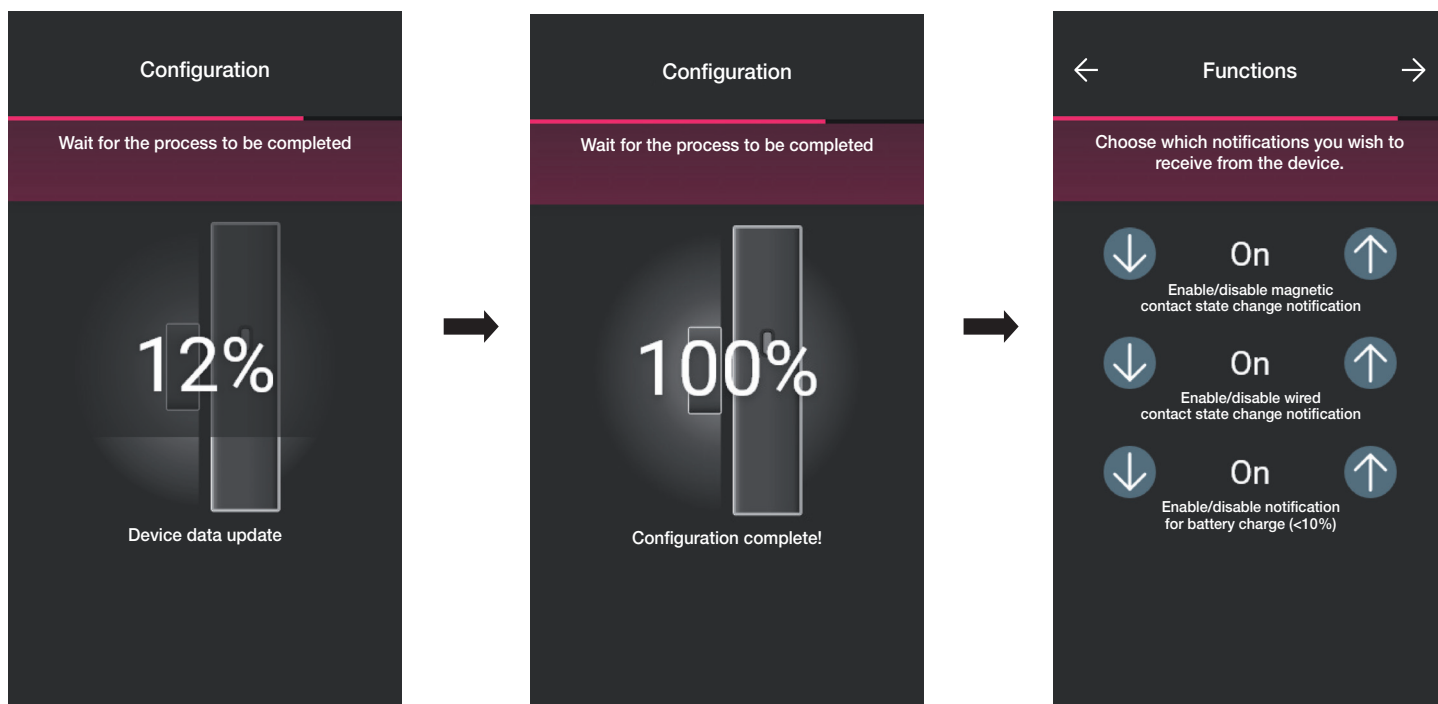 Configuration
Wait for the process to be completed
12%
Device data update
Configuration
Wait for the process to be completed
100%
Configuration complete!
Functions
Choose which notifications you wish to
receive from the device.
On
Enable/disable magnetic
contact state change notification
On
Enable/disable wired
contact state change notification
On
Enable/disable notification
for battery charge (<10%)